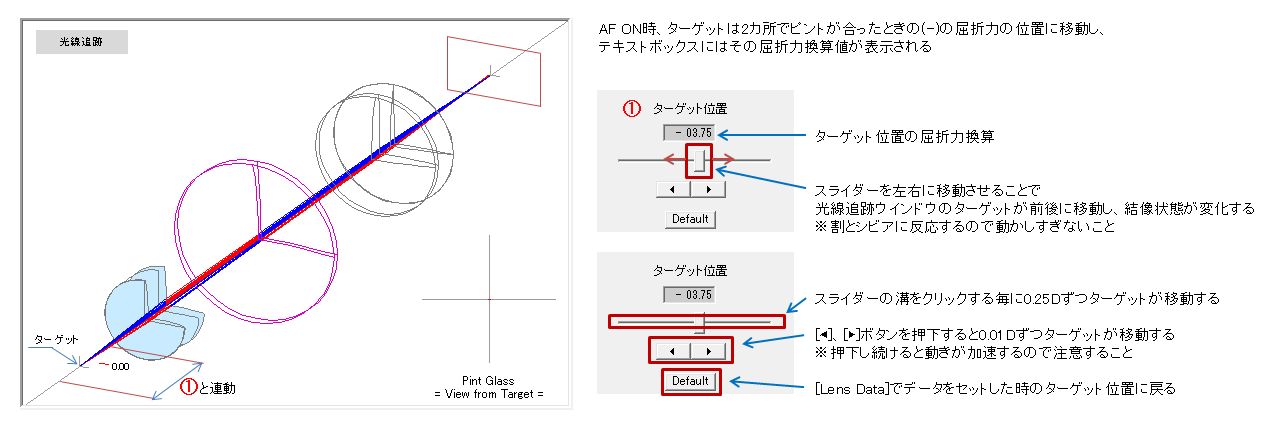 光線追跡
ターゲット
0.00
①と連動
Pint Glass
= View from Target =
AF ON時、ターゲットは2カ所でピントが合ったときの(-)の屈折力の位置に移動し、
テキストボックスにはその屈折力換算値が表示される
① ターゲット位置
- 03.75
ターゲット位置の屈折力換算
スライダーを左右に移動させることで
光線追跡ウインドウのターゲットが前後に移動し、結像状態が変化する
※割とシビアに反応するので動かしすぎないこと
Default
ターゲット位置
- 03.75
スライダーの溝をクリックする毎に0.25Dずつターゲットが移動する
[◀]、[▶]ボタンを押下すると0.01Dずつターゲットが移動する
※押下し続けると動きが加速するので注意すること
Default
[Lens Data]でデータをセットした時のターゲット位置に戻る